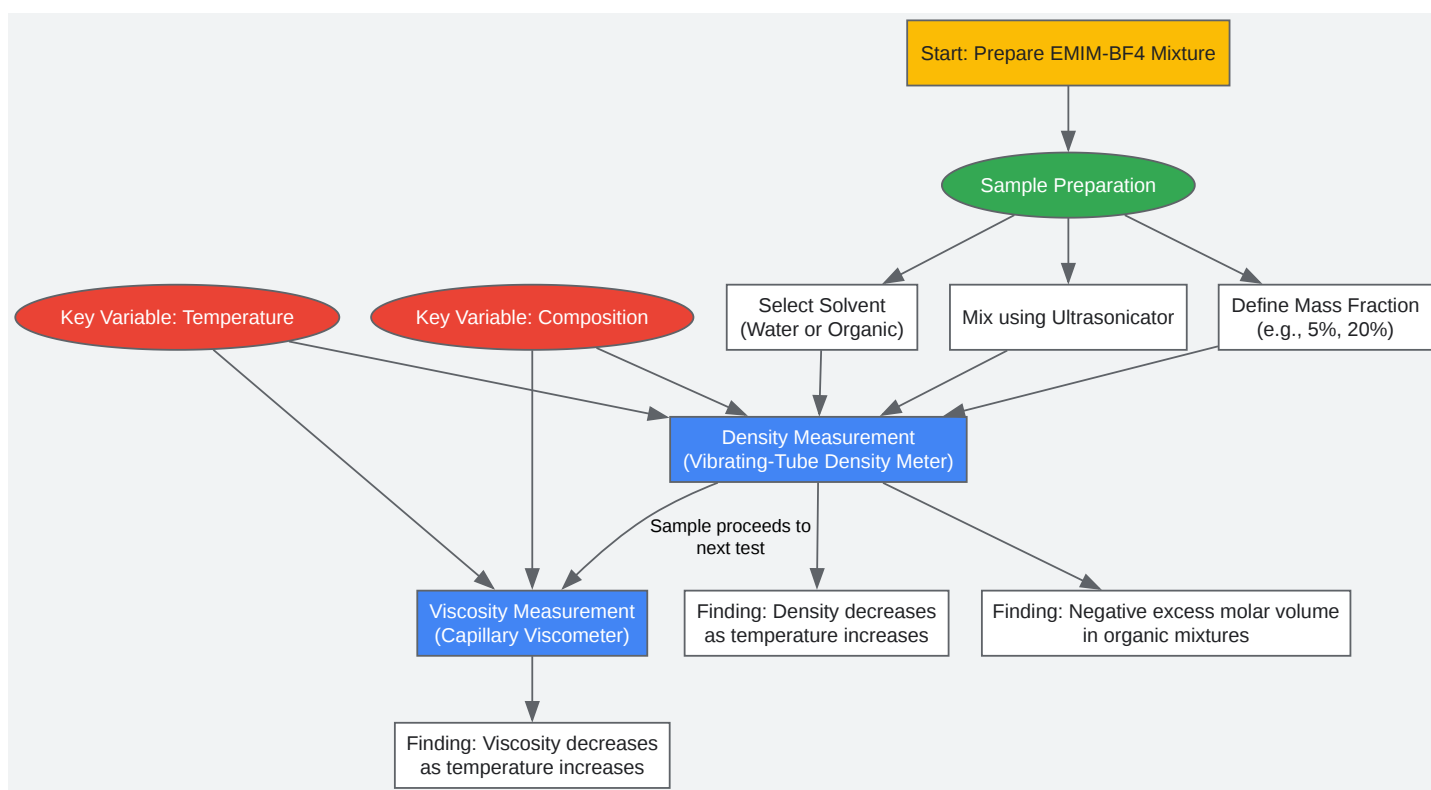 Start: Prepare EMIM-BF4 Mixture
Sample Preparation
Key Variable: Temperature
Key Variable: Composition
Select Solvent
(Water or Organic)
Mix using Ultrasonicator
Define Mass Fraction
(e.g., 5%, 20%)
Density Measurement
(Vibrating-Tube Density Meter)
Sample proceeds to
next test
Viscosity Measurement
(Capillary Viscometer)
Finding: Density decreases
as temperature increases
Finding: Negative excess molar volume
in organic mixtures
Finding: Viscosity decreases
as temperature increases